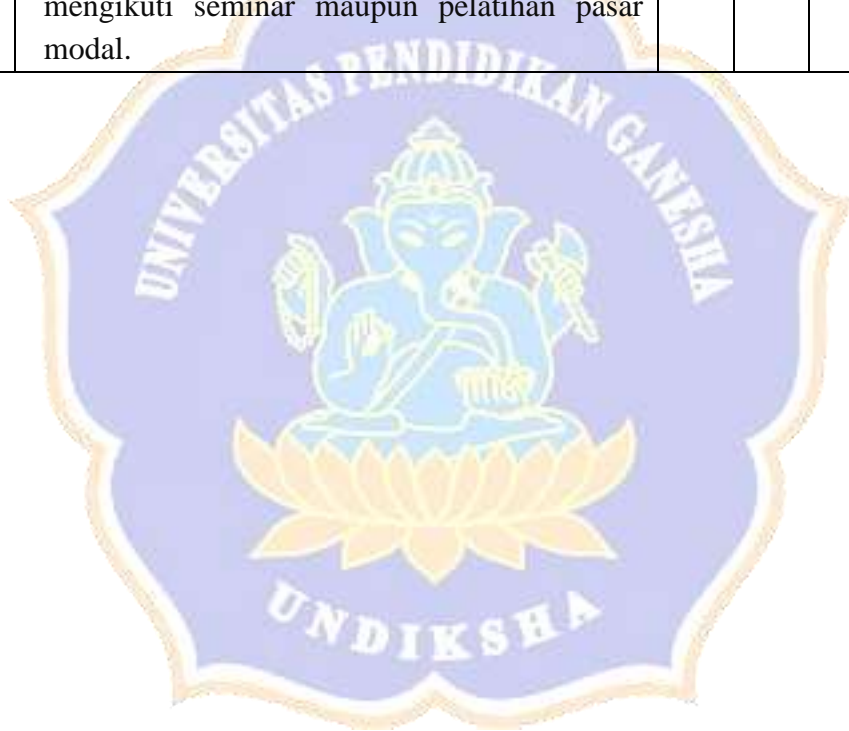 mengikuti seminar maupun pelatihan pasar
modal.
UNIVERSITAS PENDIDIKAN GANESHA
UNDIKSHA